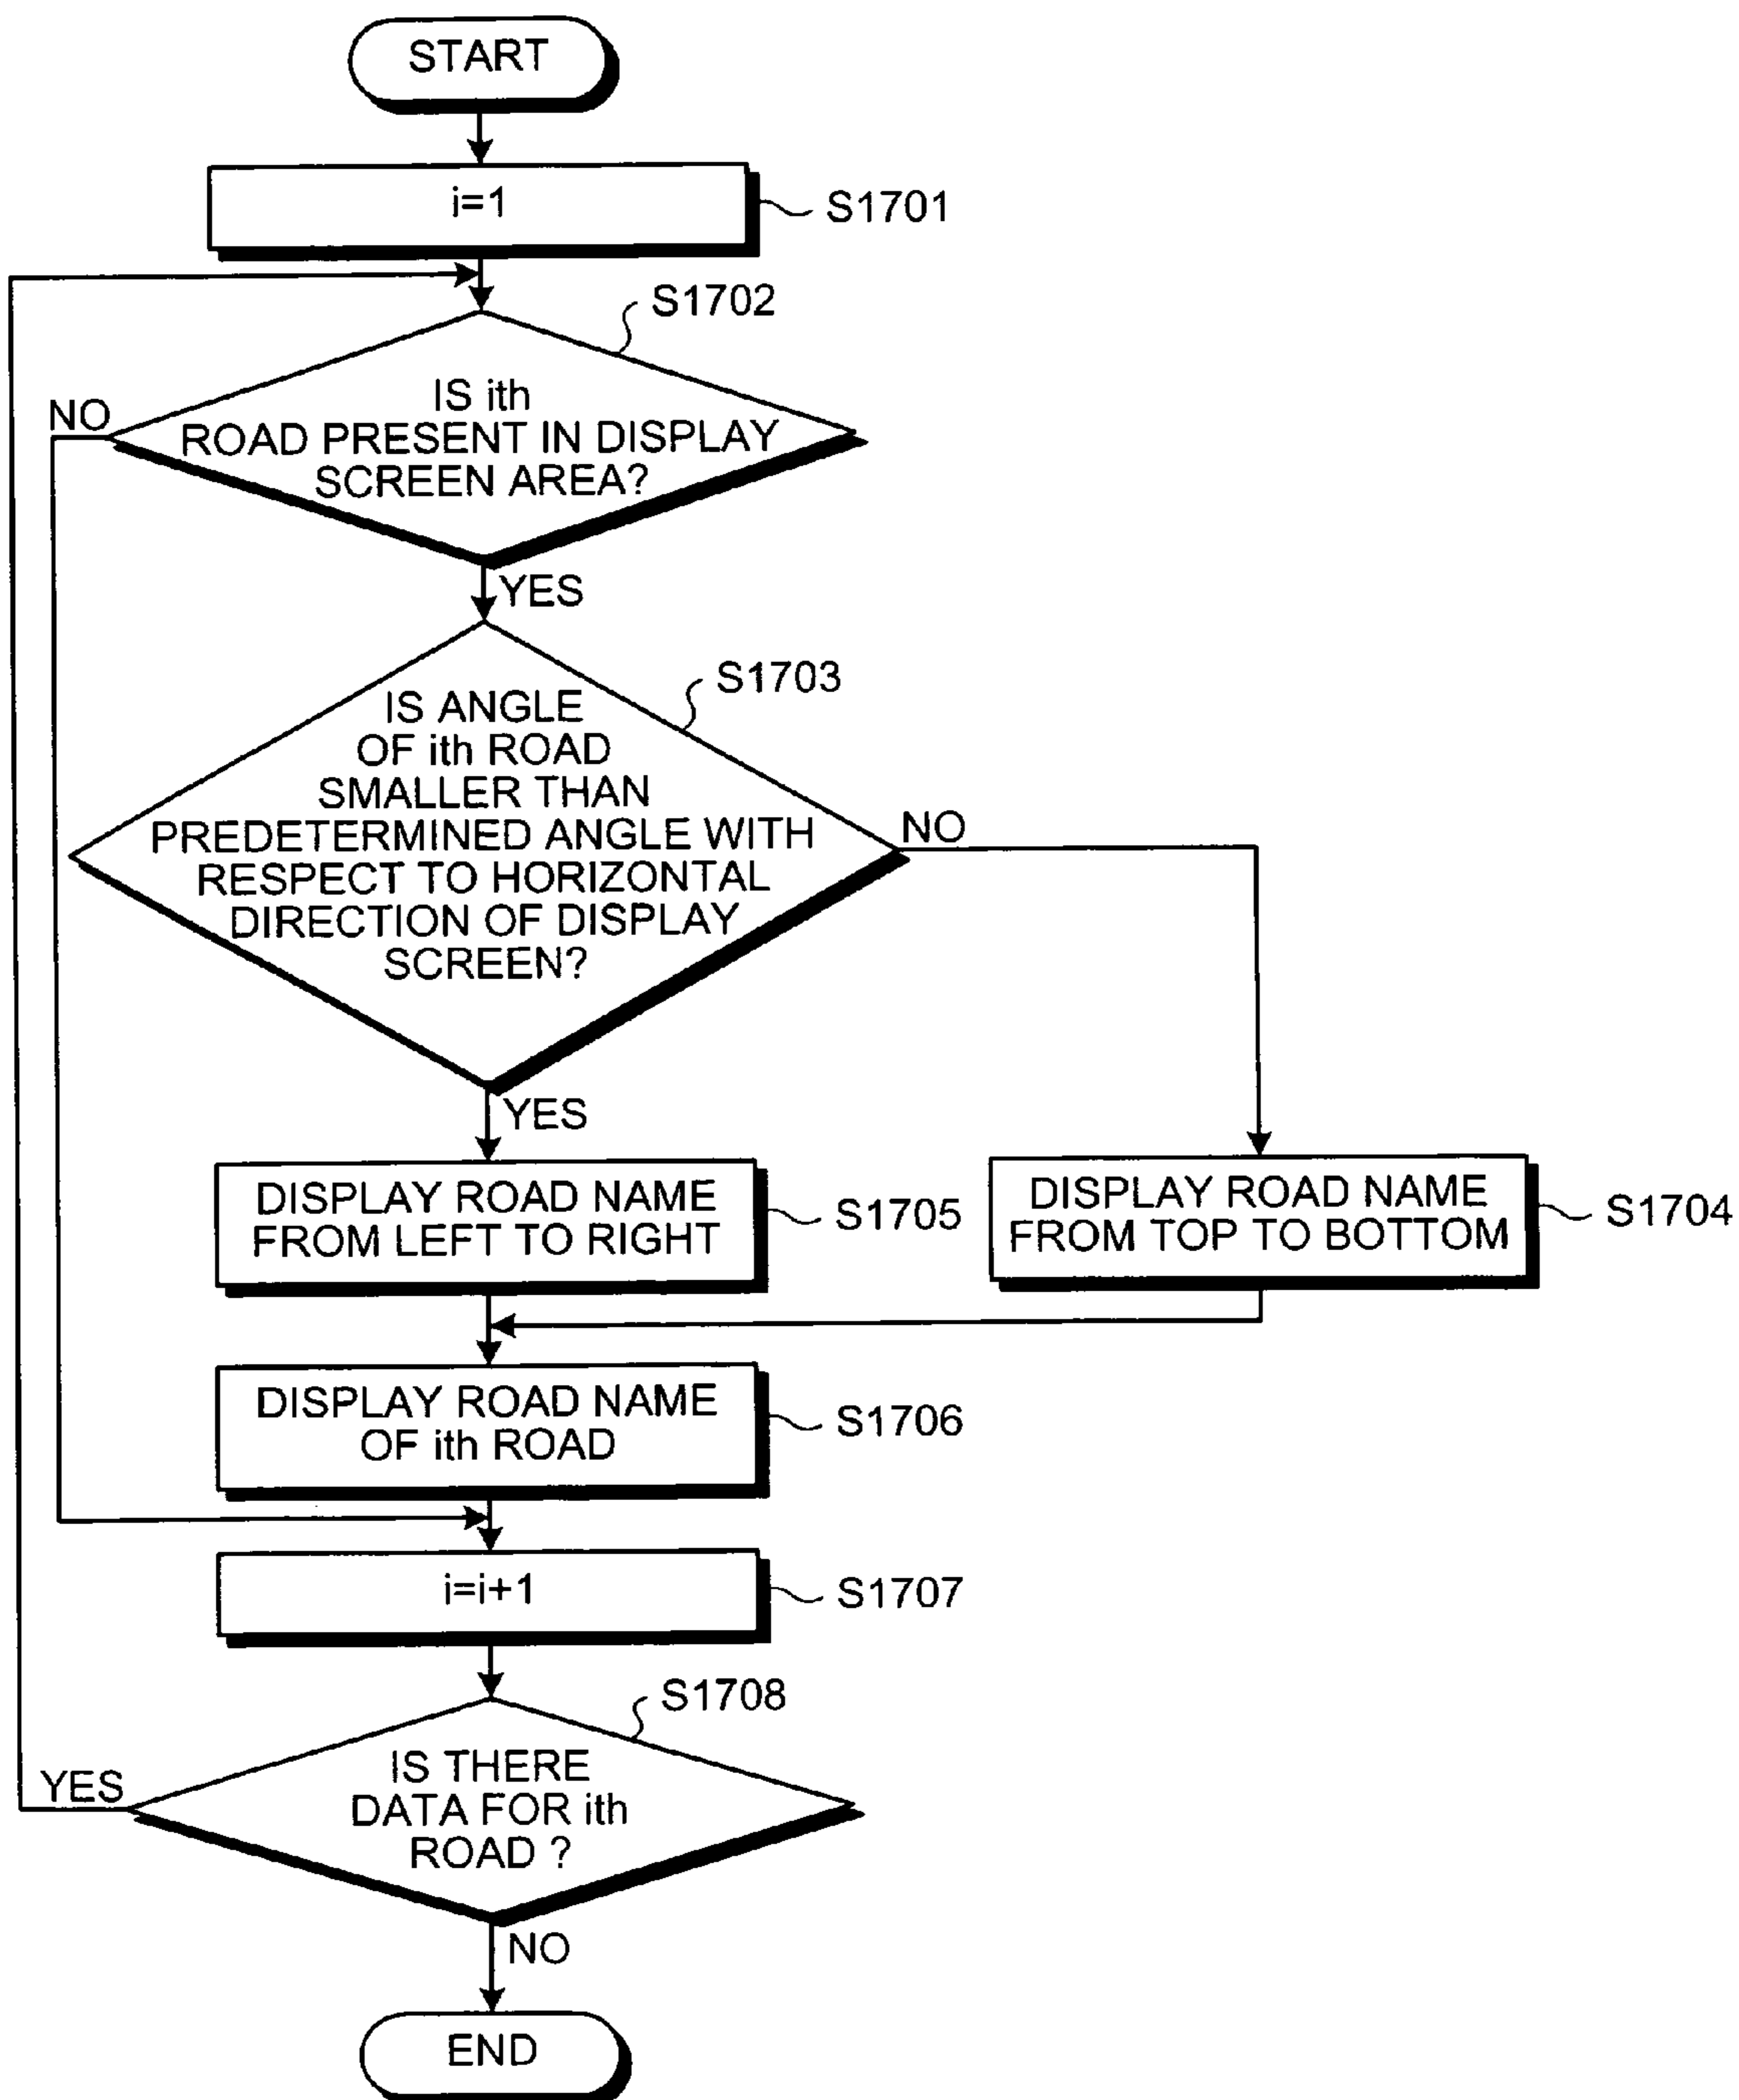 START
i=1
S1701
S1702
IS ith
ROAD PRESENT IN DISPLAY
SCREEN AREA?
NO
YES
S1703
IS ANGLE
OF ith ROAD
SMALLER THAN
PREDETERMINED ANGLE WITH
RESPECT TO HORIZONTAL
DIRECTION OF DISPLAY
SCREEN?
NO
YES
DISPLAY ROAD NAME
FROM LEFT TO RIGHT
S1705
DISPLAY ROAD NAME
FROM TOP TO BOTTOM
S1704
DISPLAY ROAD NAME
OF ith ROAD
S1706
i=i+1
S1707
S1708
IS THERE
DATA FOR ith
ROAD ?
YES
NO
END